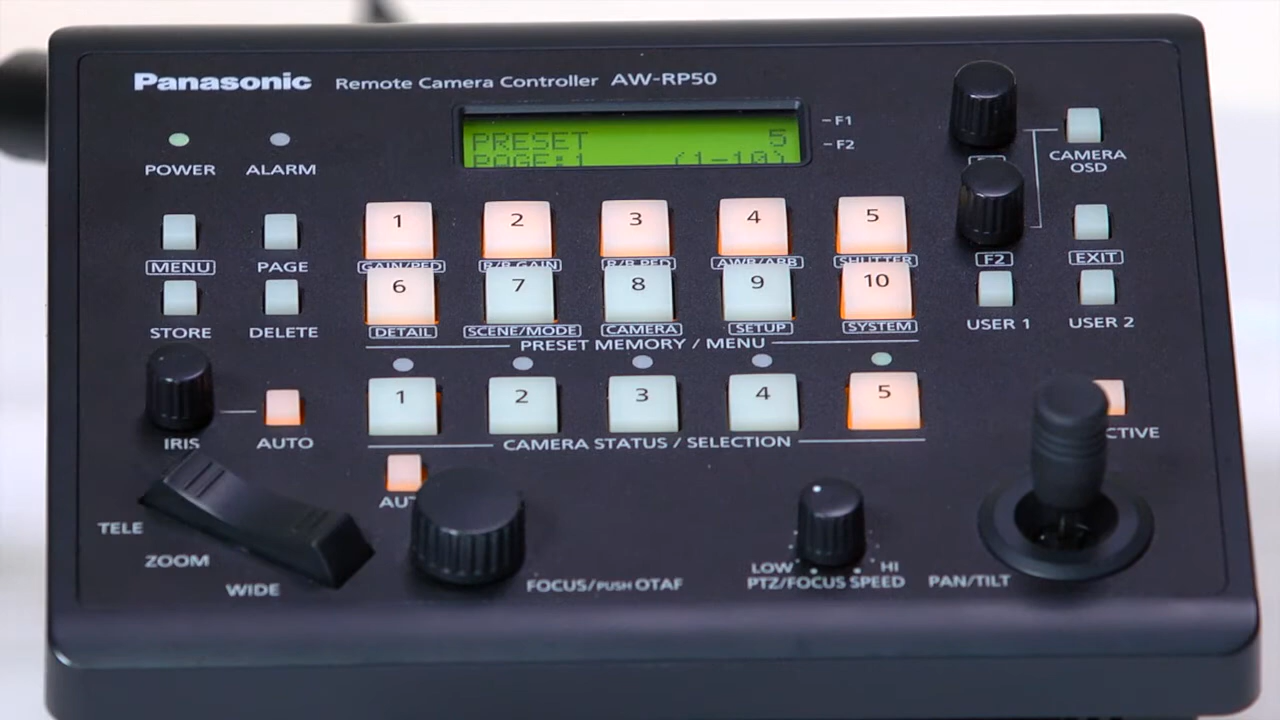 Panasonic Remote Camera Controller AW-RP50
PRESET 5
PAGE:1 (1-10)
F1
F2
POWER ALARM
CAMERA OSD
1 2 3 4 5
MENU PAGE
GAIN/PED R/B GAIN R/B PED AWB/ABB SHUTTER
F2 EXIT
6 7 8 9 10
STORE DELETE
DETAIL SCENE/MODE CAMERA SETUP SYSTEM
USER 1 USER 2
PRESET MEMORY / MENU
1 2 3 4 5
IRIS AUTO
CAMERA STATUS / SELECTION
CTIVE
AUT
TELE
ZOOM
WIDE
FOCUS/PUSH OTAF
LOW HI
PTZ/FOCUS SPEED
PAN/TILT